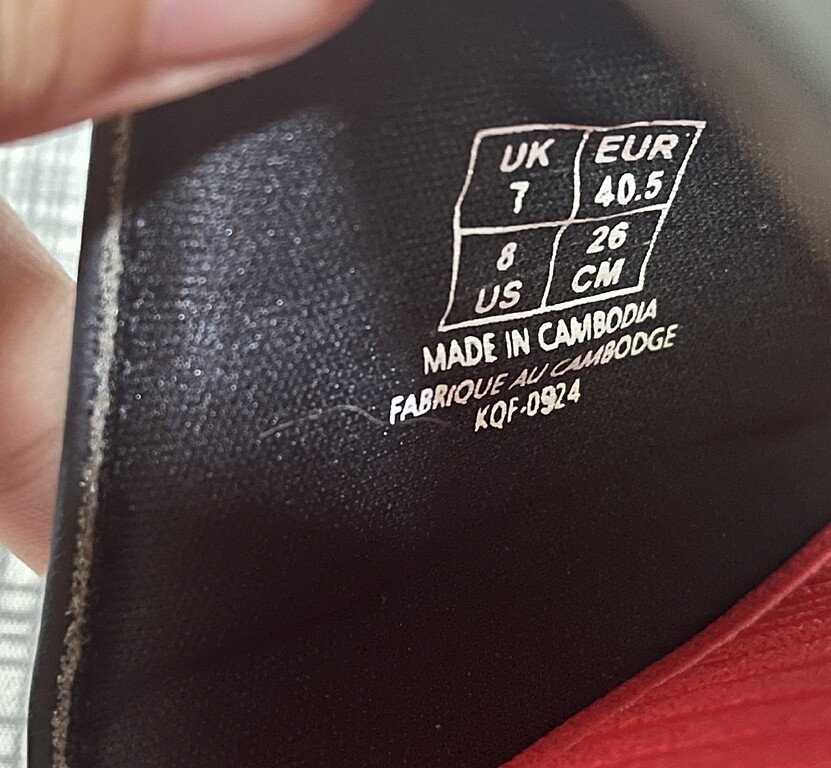 UK EUR
7 40.5
8 26
US CM
MADE IN CAMBODIA
FABRIQUE AU CAMBODGE
KQF-0924